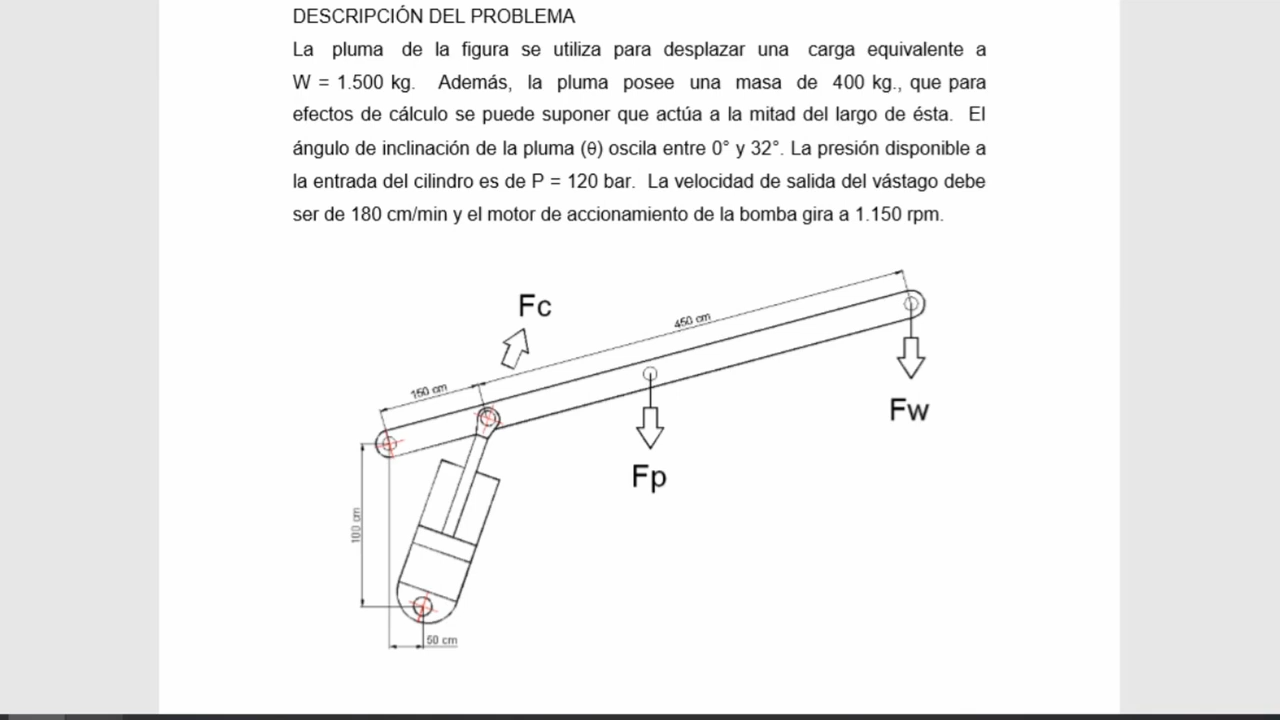 DESCRIPCIÓN DEL PROBLEMA
La pluma de la figura se utiliza para desplazar una carga equivalente a
W = 1.500 kg. Además, la pluma posee una masa de 400 kg., que para
efectos de cálculo se puede suponer que actúa a la mitad del largo de ésta. El
ángulo de inclinación de la pluma (θ) oscila entre 0° y 32°. La presión disponible a
la entrada del cilindro es de P = 120 bar. La velocidad de salida del vástago debe
ser de 180 cm/min y el motor de accionamiento de la bomba gira a 1.150 rpm.
Fc
450 cm
150 cm
Fw
Fp
100 cm
50 cm